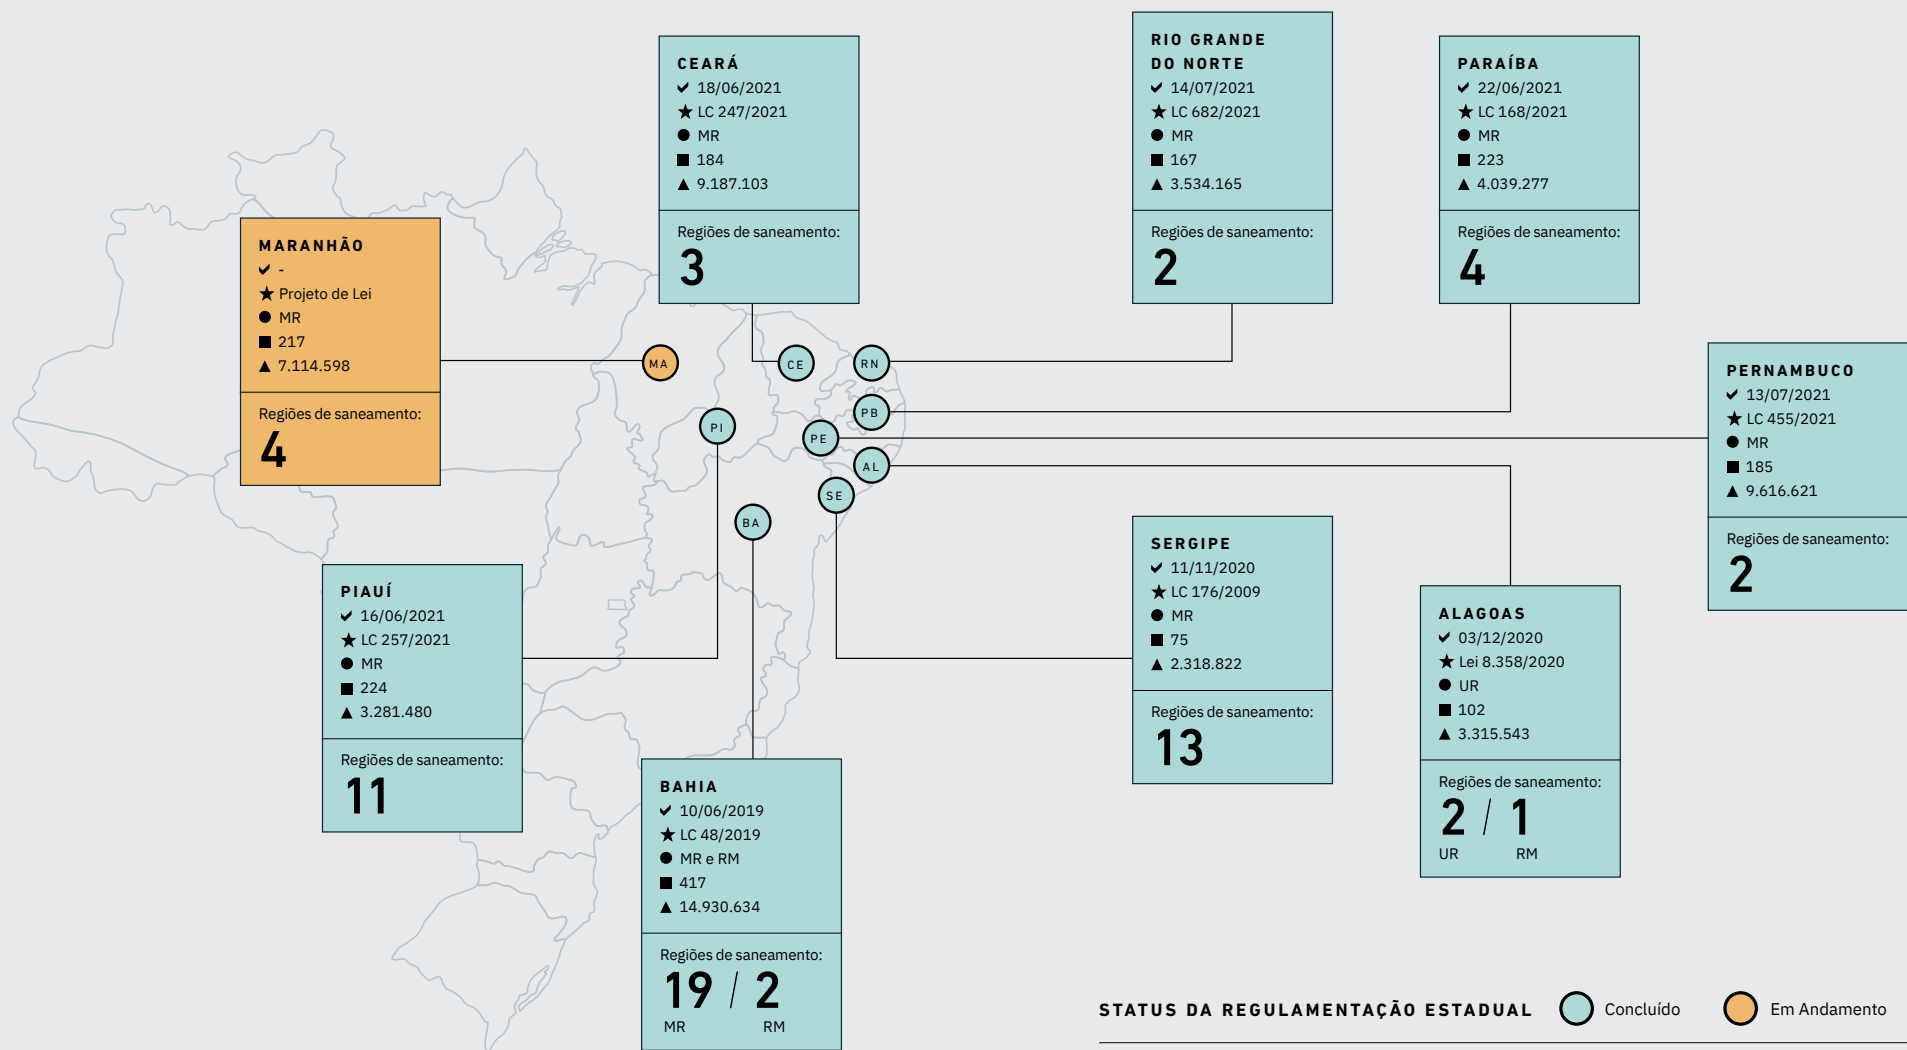 CEARÁ
18/06/2021
LC 247/2021
MR
184
9.187.103
Regiões de saneamento:
3
RIO GRANDE
DO NORTE
14/07/2021
LC 682/2021
MR
167
3.534.165
Regiões de saneamento:
2
PARAÍBA
22/06/2021
LC 168/2021
MR
223
4.039.277
Regiões de saneamento:
4
MARANHÃO
-
Projeto de Lei
MR
217
7.114.598
Regiões de saneamento:
4
MA
CE
RN
PB
PI
PE
AL
SE
BA
PERNAMBUCO
13/07/2021
LC 455/2021
MR
185
9.616.621
Regiões de saneamento:
2
SERGIPE
11/11/2020
LC 176/2009
MR
75
2.318.822
Regiões de saneamento:
13
PIAUÍ
16/06/2021
LC 257/2021
MR
224
3.281.480
Regiões de saneamento:
11
ALAGOAS
03/12/2020
Lei 8.358/2020
UR
102
3.315.543
Regiões de saneamento:
2 / 1
UR RM
BAHIA
10/06/2019
LC 48/2019
MR e RM
417
14.930.634
Regiões de saneamento:
19 / 2
MR RM
STATUS DA REGULAMENTAÇÃO ESTADUAL Concluído Em Andamento